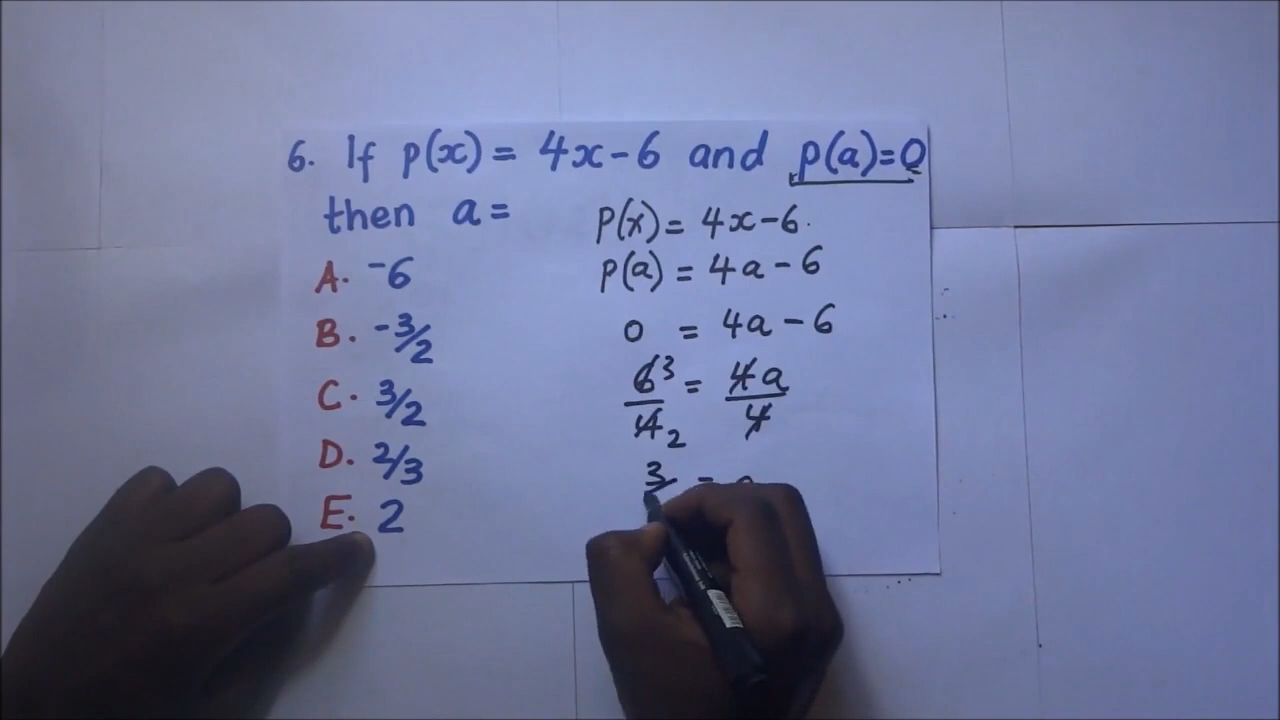 6. If p(x) = 4x-6 and p(a)=0
then a =
A. -6
B. -3/2
C. 3/2
D. 2/3
E. 2
P(x) = 4x-6.
p(a) = 4a-6
0 = 4a-6
6 3 = 4a
4 2 4
3 =